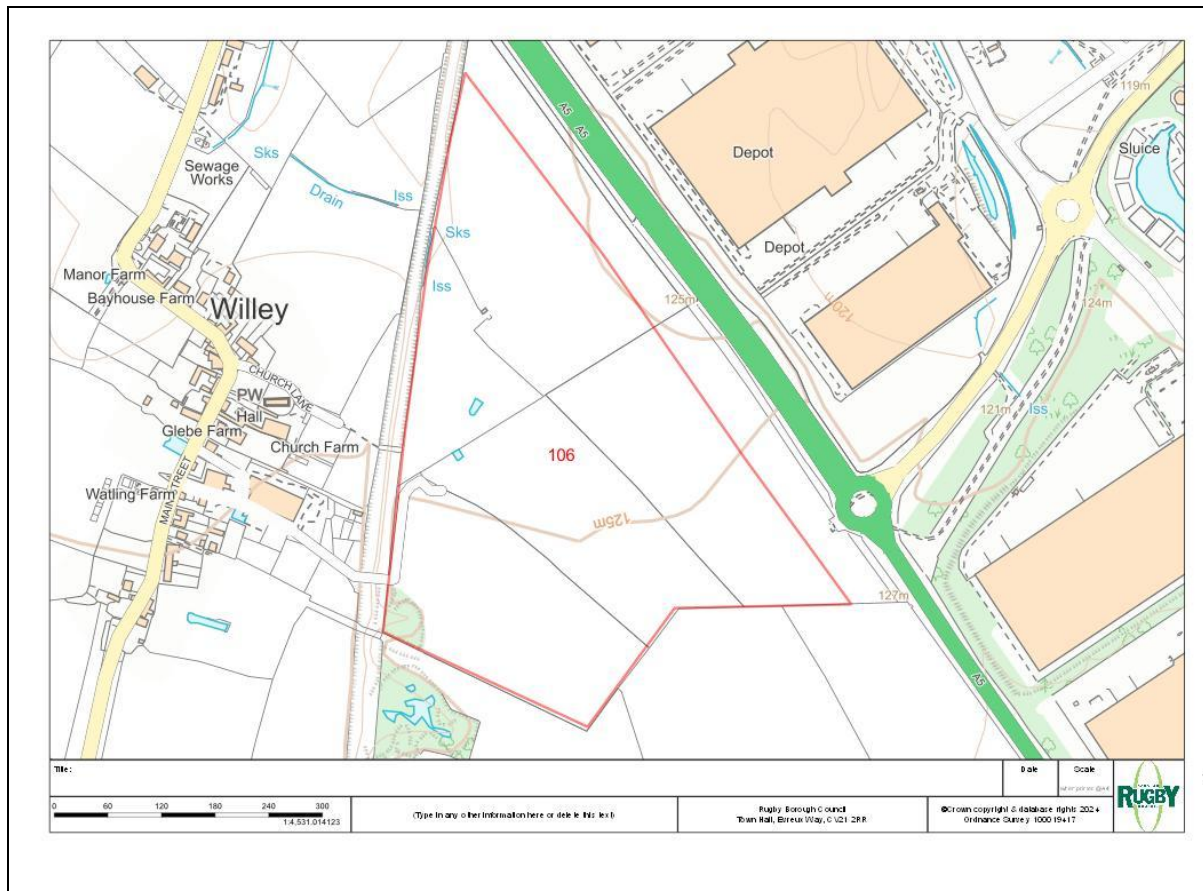 A5
A5
119m
Sluice
Depot
Sks
Sewage
Works
Iss
Drain
Sks
Depot
Manor Farm
Iss
Bayhouse Farm
125m
120m
124m
Willey
CHURCH LANE
PW
Hall
121m
Iss
Glebe Farm
Church Farm
106
MAIN STREET
Watling Farm
125m
127m
A5
Title:
Date
Scale
0 60 120 180 240 300
1:4,531.014123
(Type in any other information here or delete this text)
Rugby Borough Council
Town Hall, Evreux Way, CV21 2RR
©Crown copyright & database rights 2024
Ordnance Survey 100019417
RUGBY